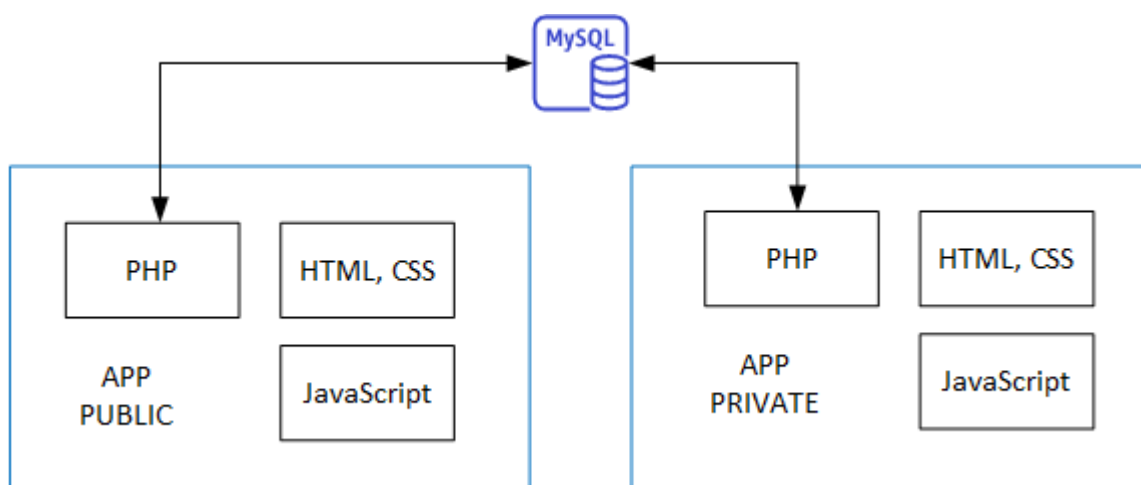 MySQL
PHP
HTML, CSS
JavaScript
APP
PUBLIC
PHP
HTML, CSS
JavaScript
APP
PRIVATE